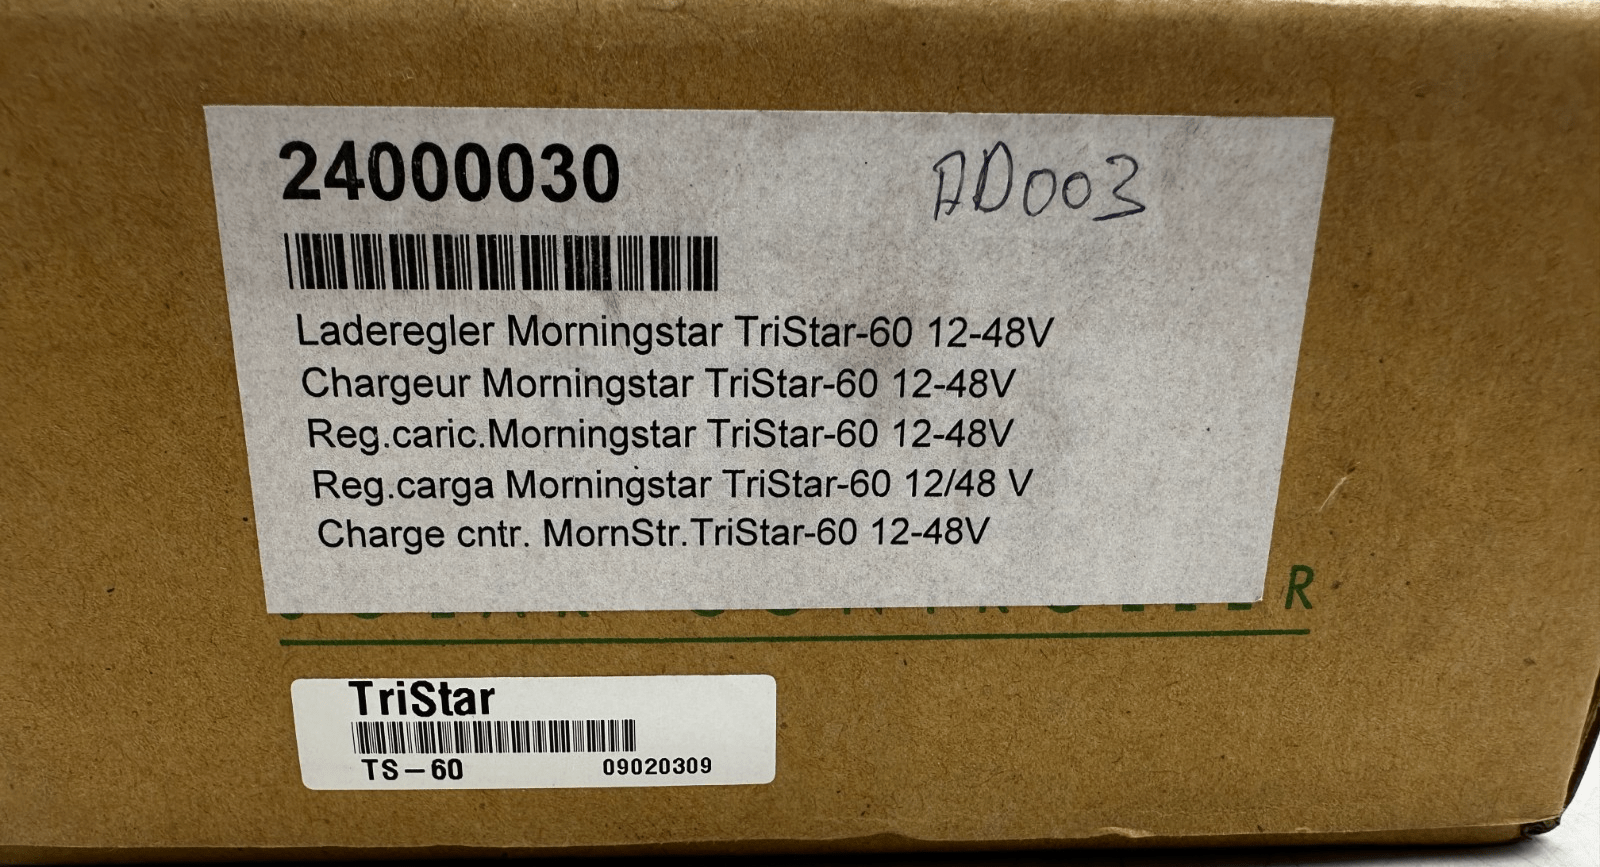 24000030
AD003
Laderegler Morningstar TriStar-60 12-48V
Chargeur Morningstar TriStar-60 12-48V
Reg.caric.Morningstar TriStar-60 12-48V
Reg.carga Morningstar TriStar-60 12/48 V
Charge cntr. MornStr.TriStar-60 12-48V
SOLAR CONTROLLER
TriStar
TS-60 09020309